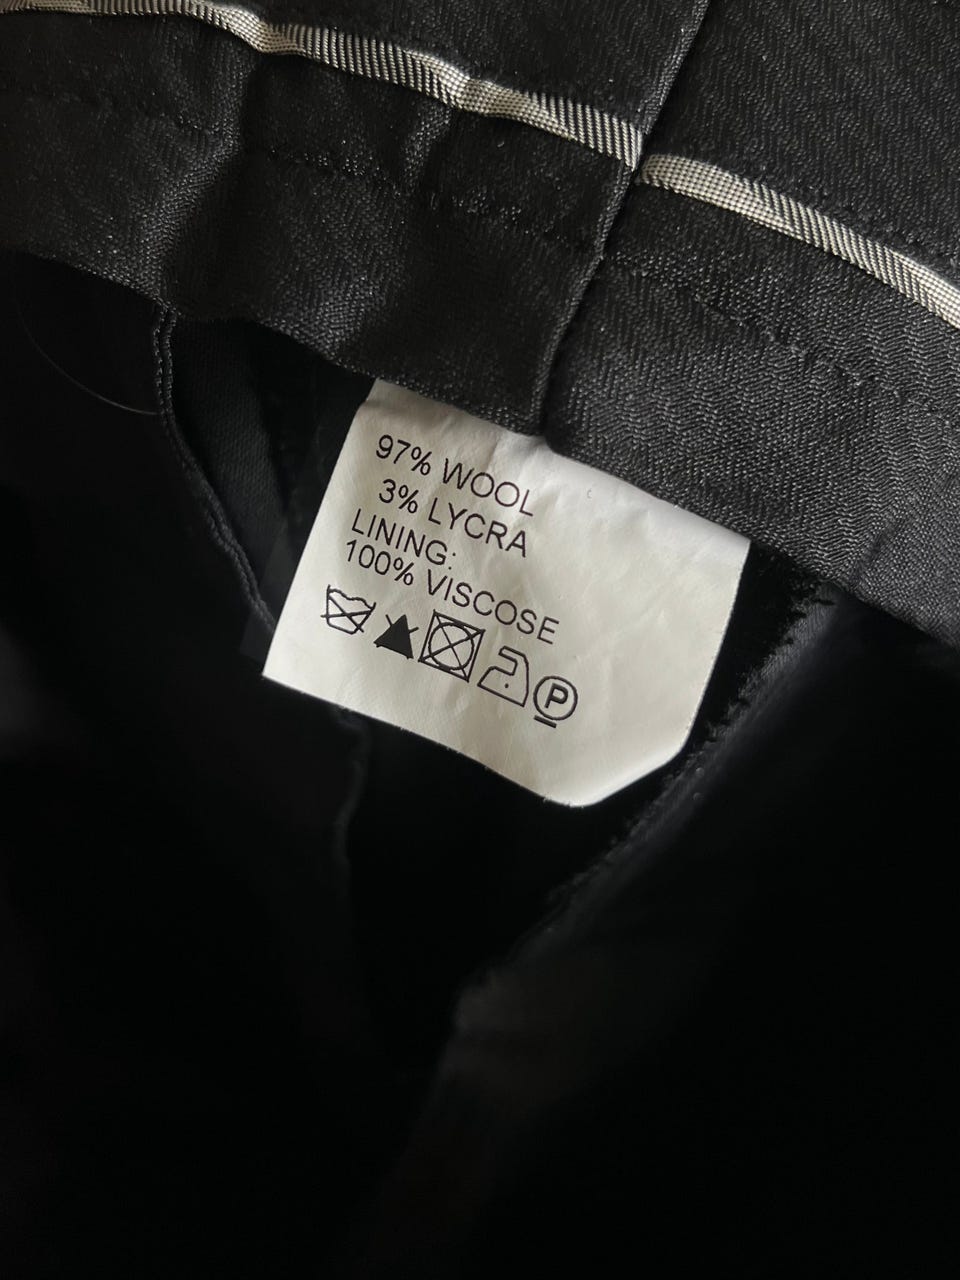 97% WOOL
3% LYCRA
LINING:
100% VISCOSE
P